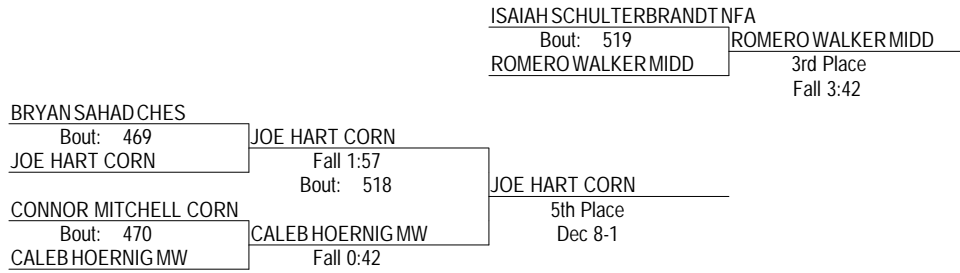 ISAIAH SCHULTERBRANDT NFA
Bout: 519
ROMERO WALKER MIDD
ROMERO WALKER MIDD
3rd Place
Fall 3:42
BRYAN SAHAD CHES
Bout: 469
JOE HART CORN
JOE HART CORN
Fall 1:57
Bout: 518
JOE HART CORN
5th Place
Dec 8-1
CONNOR MITCHELL CORN
Bout: 470
CALEB HOERNIG MW
CALEB HOERNIG MW
Fall 0:42